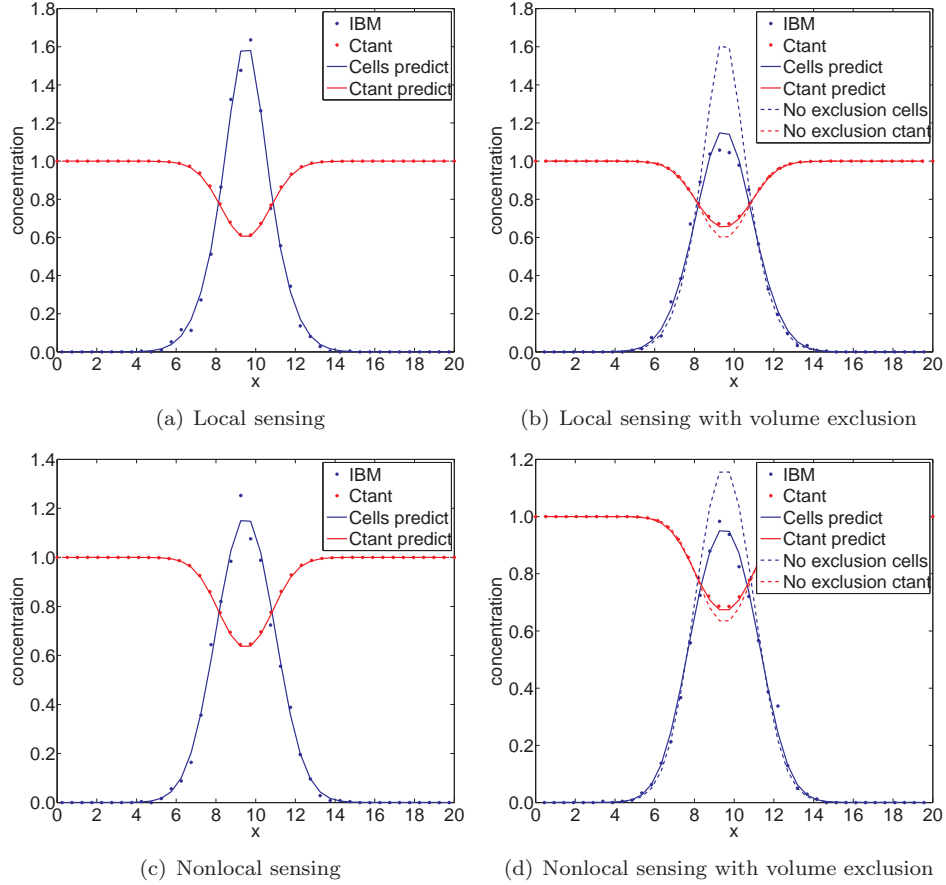 1.8
1.6
1.4
1.2
1.0
0.8
0.6
0.4
0.2
0.0
concentration
0 2 4 6 8 10 12 14 16 18 20
x
IBM
Ctant
Cells predict
Ctant predict
(a) Local sensing
1.8
1.6
1.4
1.2
1.0
0.8
0.6
0.4
0.2
0.0
concentration
0 2 4 6 8 10 12 14 16 18 20
x
IBM
Ctant
Cells predict
Ctant predict
No exclusion cells
No exclusion ctant
(b) Local sensing with volume exclusion
1.4
1.2
1.0
0.8
0.6
0.4
0.2
0.0
concentration
0 2 4 6 8 10 12 14 16 18 20
x
IBM
Ctant
Cells predict
Ctant predict
(c) Nonlocal sensing
1.2
1.0
0.8
0.6
0.4
0.2
0.0
concentration
0 2 4 6 8 10 12 14 16 18 20
x
IBM
Ctant
Cells predict
Ctant predict
No exclusion cells
No exclusion ctant
(d) Nonlocal sensing with volume exclusion